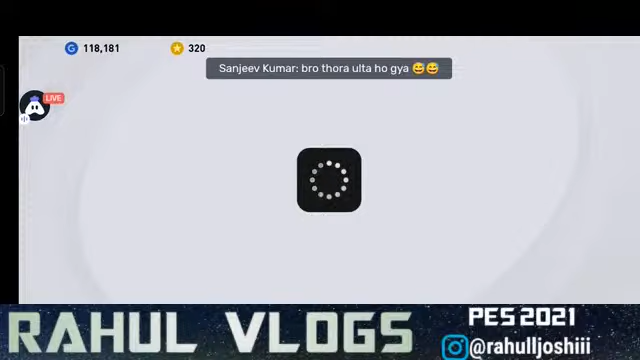 118,181 320
Sanjeev Kumar: bro thora ulta ho gya 😅😅
LIVE
RAHUL VLOGS
PES 2021
@rahulljoshiii